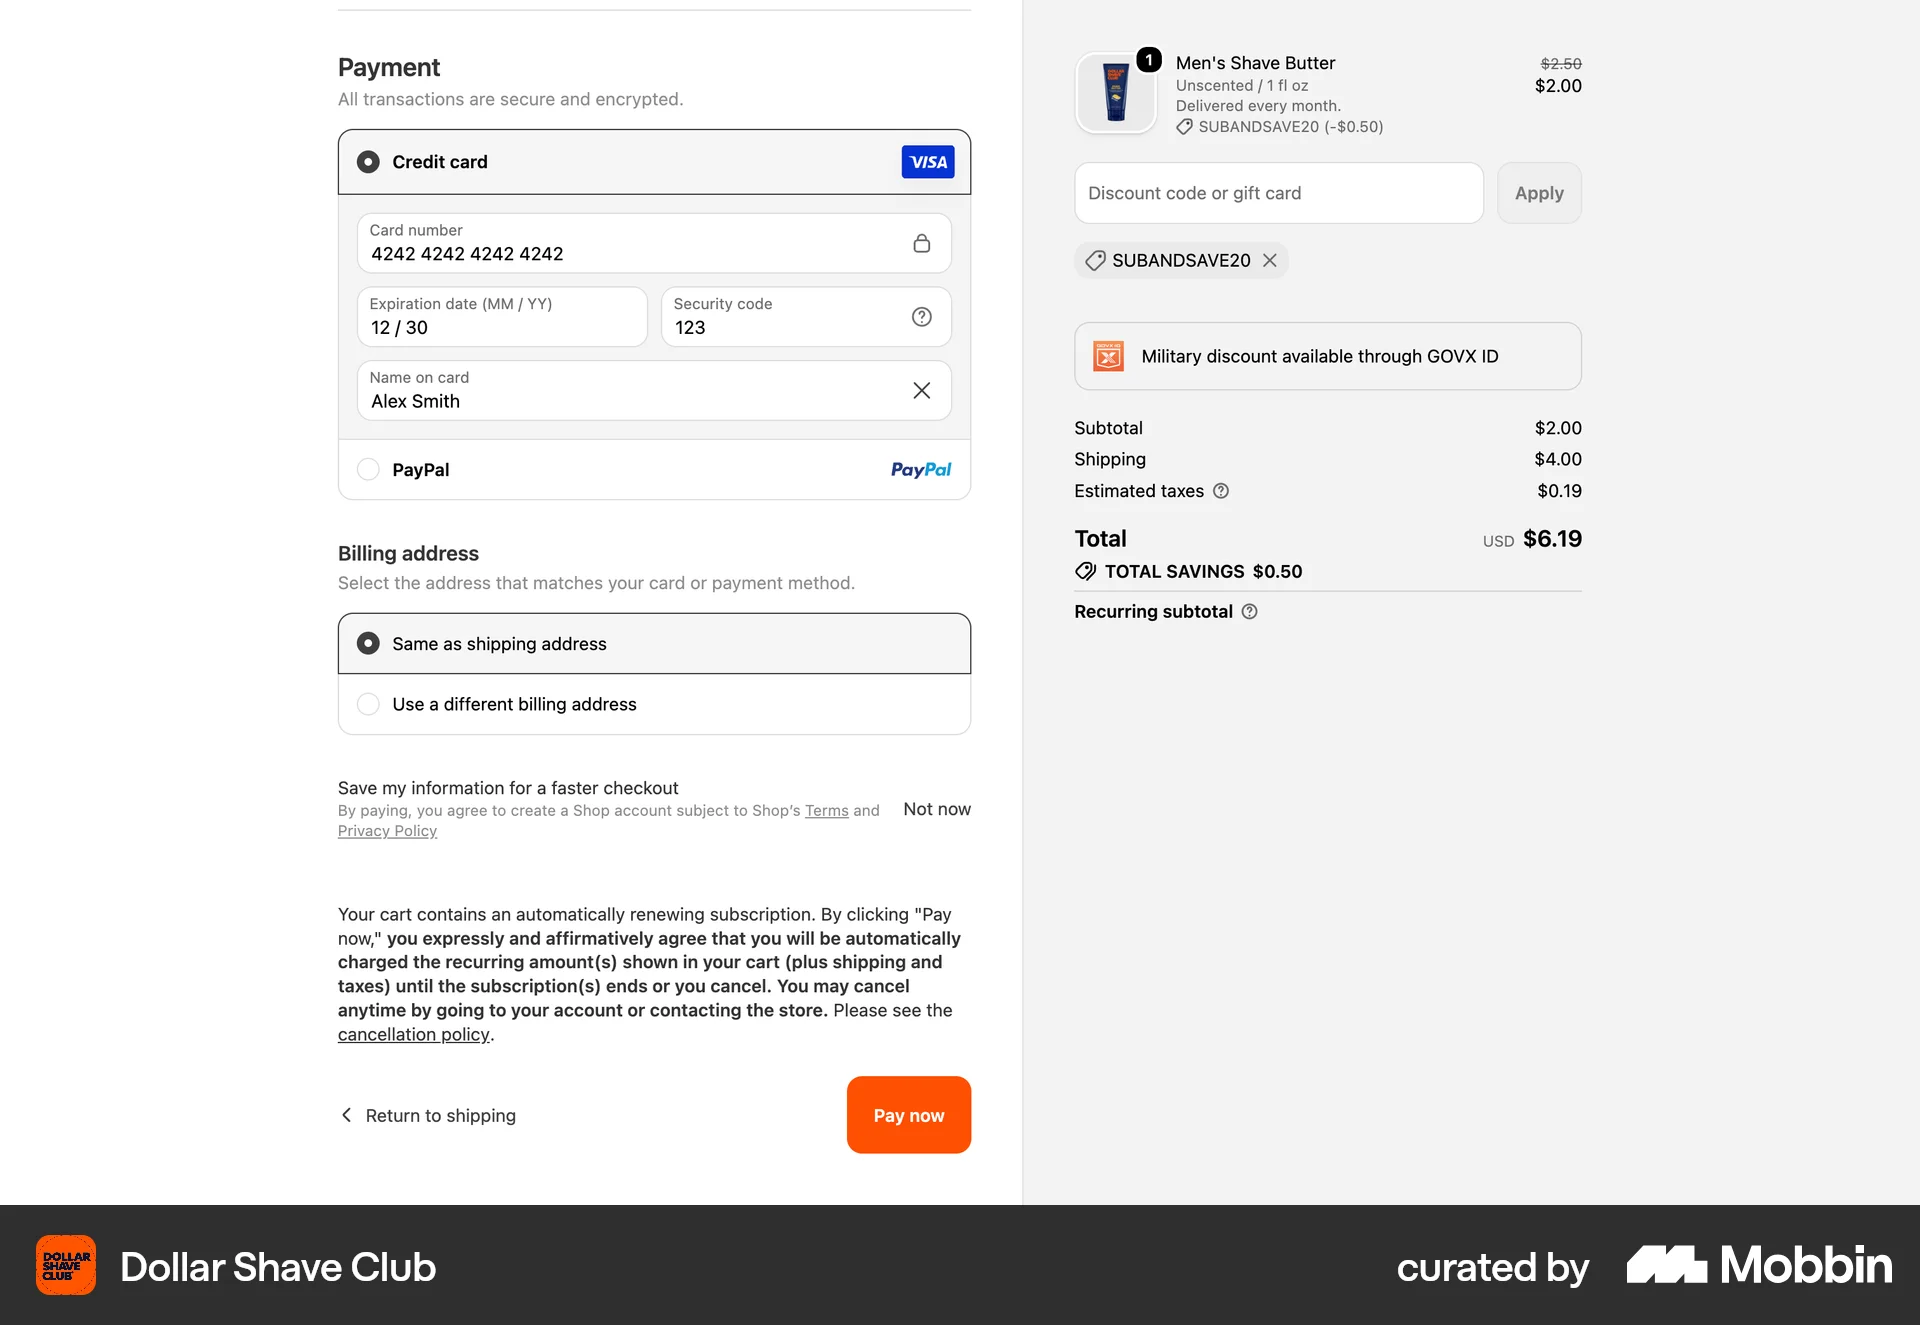 Payment
All transactions are secure and encrypted.
Credit card
VISA
Card number
4242 4242 4242 4242
Expiration date (MM / YY)
12 / 30
Security code
123
Name on card
Alex Smith
PayPal
PayPal
Billing address
Select the address that matches your card or payment method.
Same as shipping address
Use a different billing address
Save my information for a faster checkout
By paying, you agree to create a Shop account subject to Shop’s Terms and
Privacy Policy
Not now
Your cart contains an automatically renewing subscription. By clicking "Pay
now," you expressly and affirmatively agree that you will be automatically
charged the recurring amount(s) shown in your cart (plus shipping and
taxes) until the subscription(s) ends or you cancel. You may cancel
anytime by going to your account or contacting the store. Please see the
cancellation policy.
Return to shipping
Pay now
1
DOLLAR
SHAVE
CLUB
Men's Shave Butter
Unscented / 1 fl oz
Delivered every month.
SUBANDSAVE20 (-$0.50)
$2.50
$2.00
Discount code or gift card
Apply
SUBANDSAVE20
GOVX ID
X
Military discount available through GOVX ID
Subtotal $2.00
Shipping $4.00
Estimated taxes $0.19
Total USD $6.19
TOTAL SAVINGS $0.50
Recurring subtotal
DOLLAR
SHAVE
CLUB
Dollar Shave Club
curated by
Mobbin